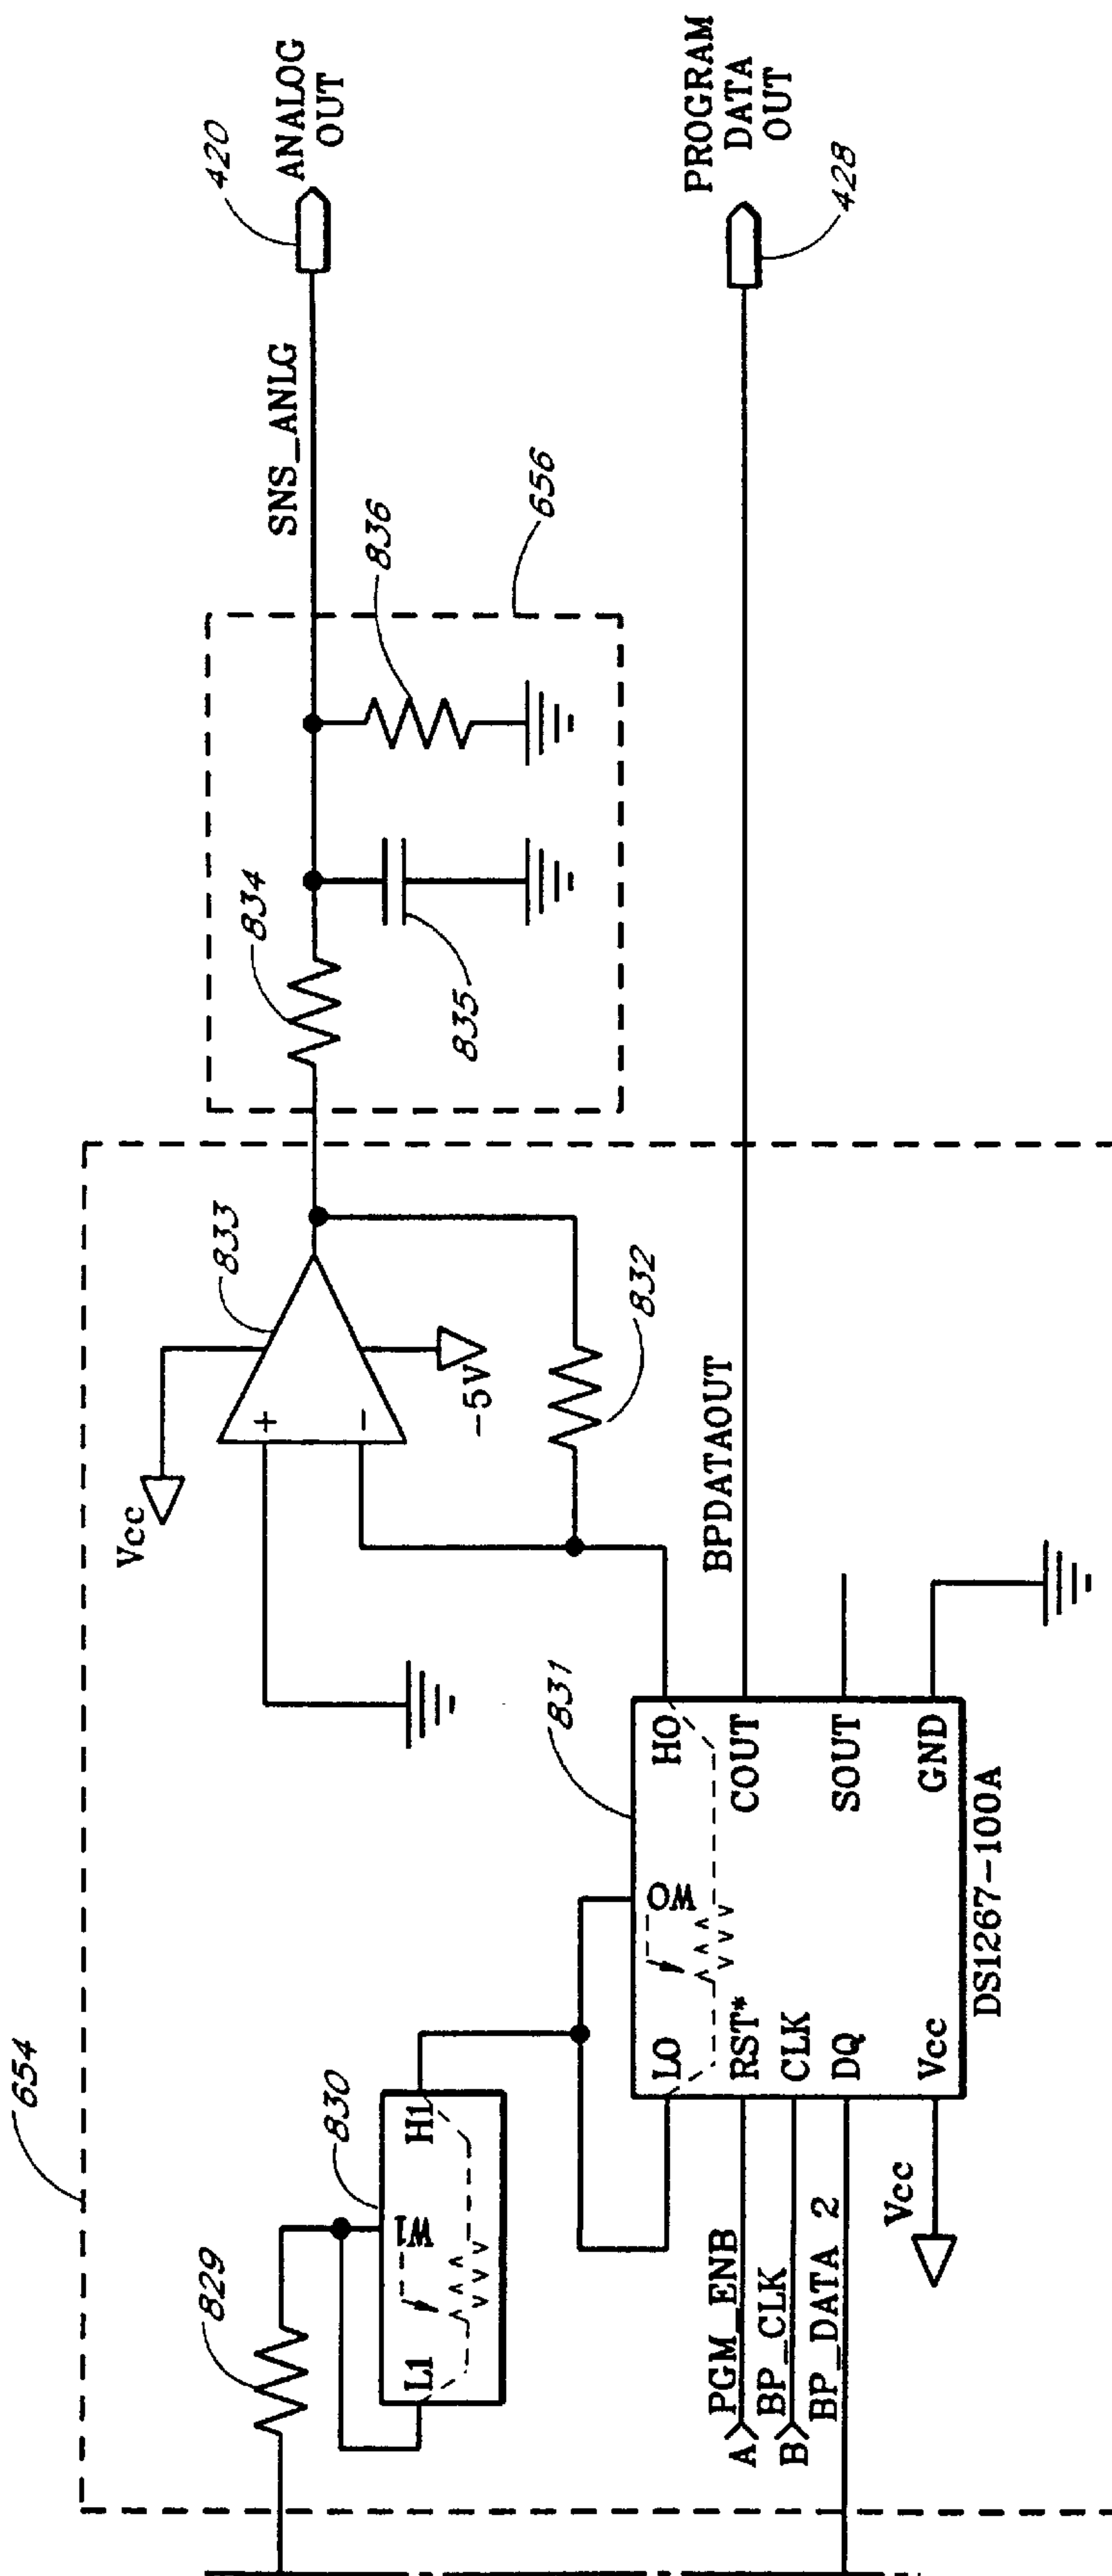 654
829
830
L1
W1
H1
831
LO
WO
HO
RST*
CLK
DQ
Vcc
COUT
SOUT
GND
DS1267-100A
A
PGM_ENB
B
BP_CLK
BP_DATA 2
Vcc
Vcc
833
+
-
-5V
832
BPDATAOUT
834
835
836
656
SNS_ANLG
420
ANALOG
OUT
PROGRAM
DATA
OUT
428